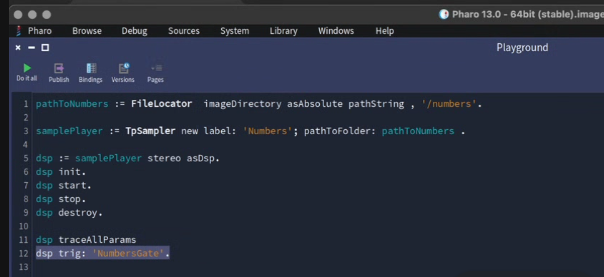 Pharo 13.0 - 64bit (stable).image
Pharo Browse Debug Sources System Library Windows Help
Playground
Do it all Publish Bindings Versions Pages
1 pathToNumbers := FileLocator imageDirectory asAbsolute pathString , '/numbers'.
2
3 samplePlayer := TpSampler new label: 'Numbers'; pathToFolder: pathToNumbers .
4
5 dsp := samplePlayer stereo asDsp.
6 dsp init.
7 dsp start.
8 dsp stop.
9 dsp destroy.
10
11 dsp traceAllParams
12 dsp trig: 'NumbersGate'.
13